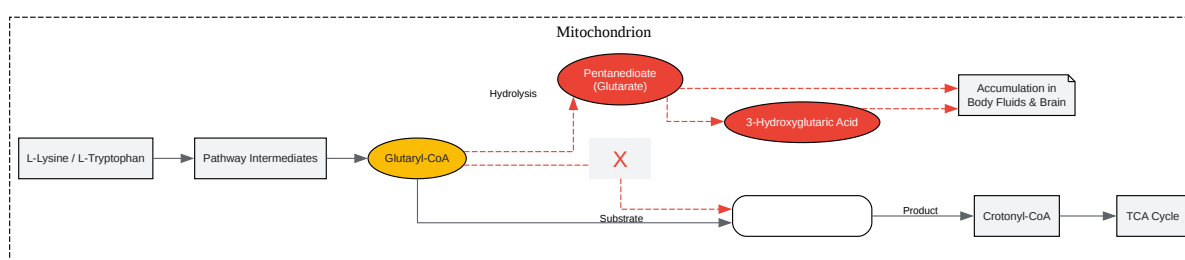 Mitochondrion
Pentanedioate
(Glutarate)
Hydrolysis
Accumulation in
Body Fluids & Brain
3-Hydroxyglutaric Acid
L-Lysine / L-Tryptophan
Pathway Intermediates
Glutaryl-CoA
X
Substrate
Product
Crotonyl-CoA
TCA Cycle